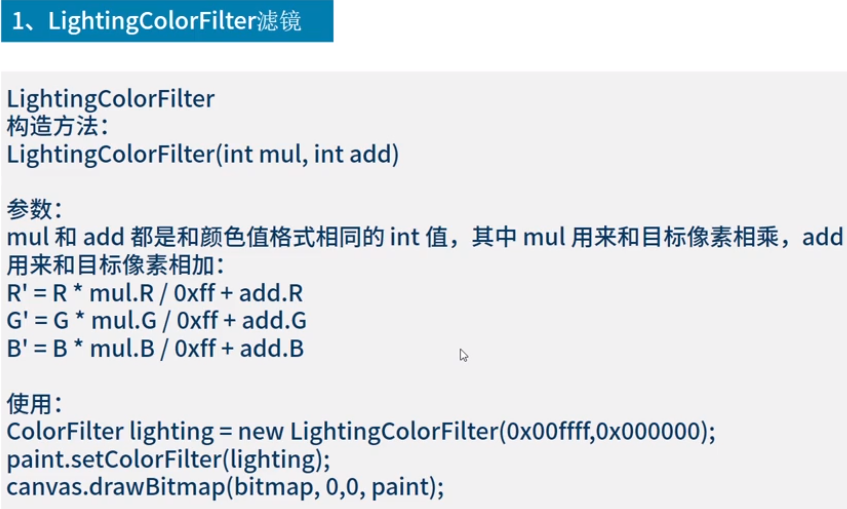 1、LightingColorFilter滤镜
LightingColorFilter
构造方法：
LightingColorFilter(int mul, int add)
参数：
mul 和 add 都是和颜色值格式相同的 int 值，其中 mul 用来和目标像素相乘，add
用来和目标像素相加：
R' = R * mul.R / 0xff + add.R
G' = G * mul.G / 0xff + add.G
B' = B * mul.B / 0xff + add.B
使用：
ColorFilter lighting = new LightingColorFilter(0x00ffff,0x000000);
paint.setColorFilter(lighting);
canvas.drawBitmap(bitmap, 0,0, paint);